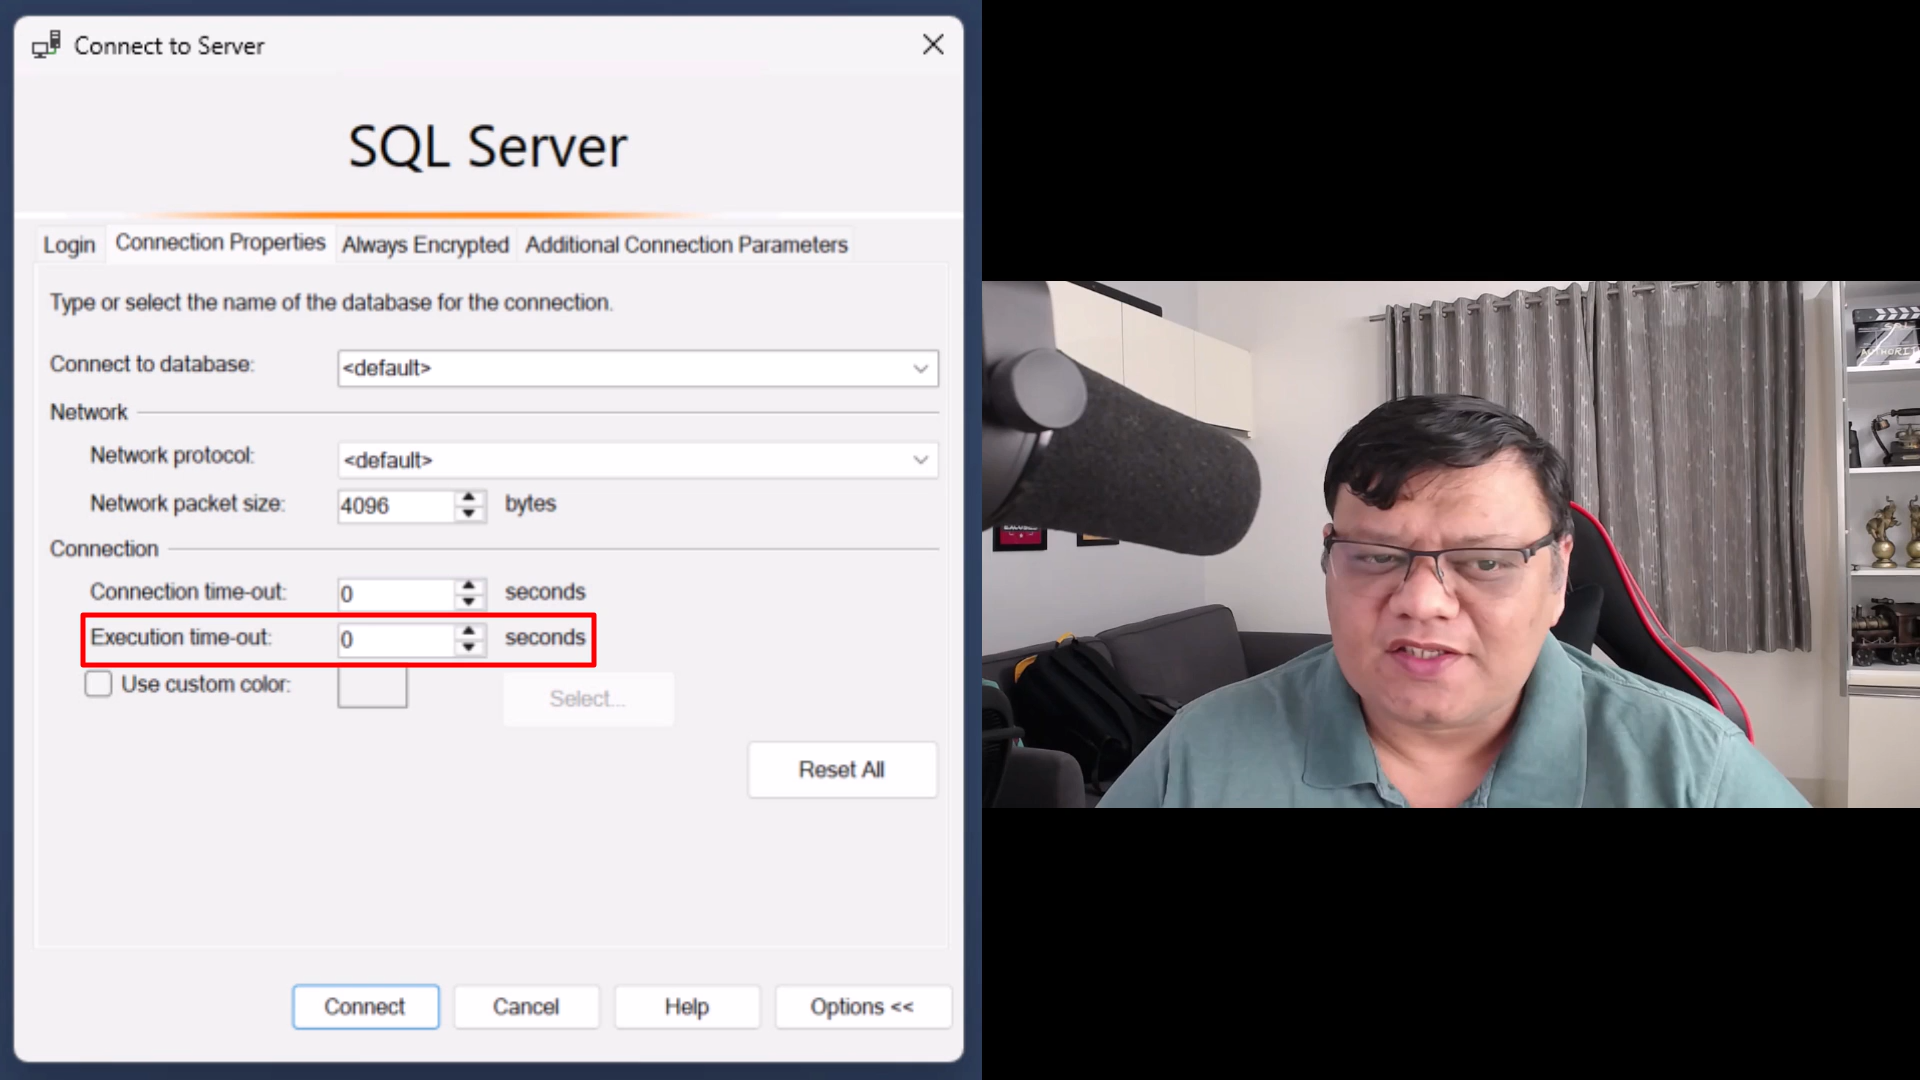 Connect to Server
SQL Server
Login Connection Properties Always Encrypted Additional Connection Parameters
Type or select the name of the database for the connection.
Connect to database: <default>
Network
Network protocol: <default>
Network packet size: 4096 bytes
Connection
Connection time-out: 0 seconds
Execution time-out: 0 seconds
Use custom color: Select...
Reset All
Connect Cancel Help Options <<
SQL
AUTHORIT